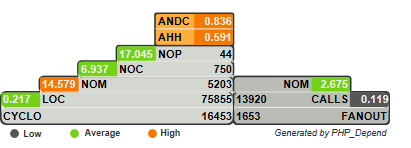 ANDC 0.836
AHH 0.591
17.045 NOP 44
6.937 NOC 750
14.579 NOM 5203 NOM 2.675
0.217 LOC 75855 13920 CALLS 0.119
CYCLO 16453 1653 FANOUT
Low Average High Generated by PHP_Depend